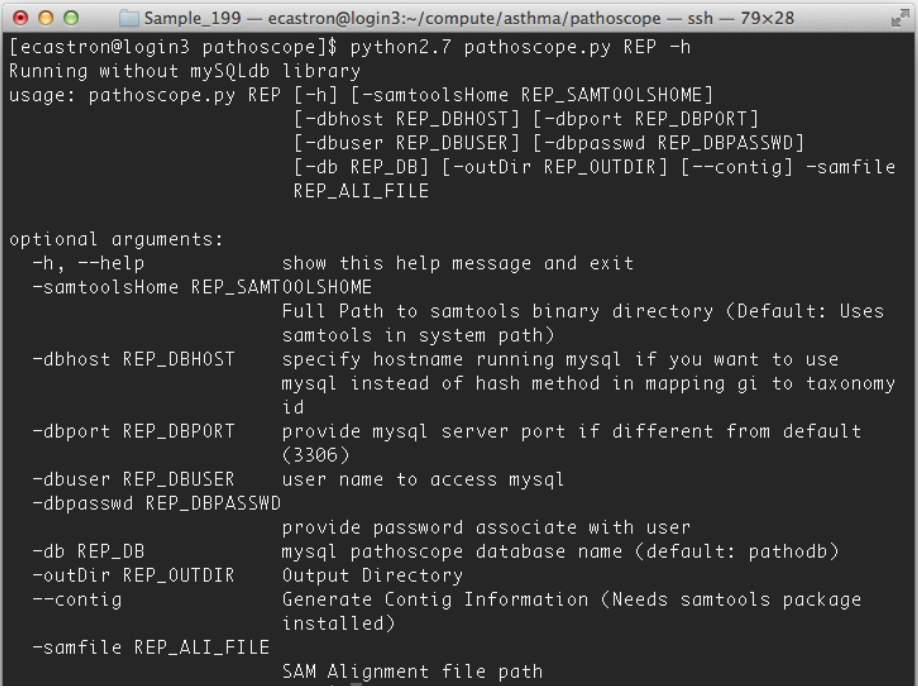 Sample_199 — ecastron@login3:~/compute/asthma/pathoscope — ssh — 79×28
[ecastron@login3 pathoscope]$ python2.7 pathoscope.py REP -h
Running without mySQLdb library
usage: pathoscope.py REP [-h] [-samtoolsHome REP_SAMTOOLSHOME]
[-dbhost REP_DBHOST] [-dbport REP_DBPORT]
[-dbuser REP_DBUSER] [-dbpasswd REP_DBPASSWD]
[-db REP_DB] [-outDir REP_OUTDIR] [--contig] -samfile
REP_ALI_FILE
optional arguments:
-h, --help show this help message and exit
-samtoolsHome REP_SAMTOOLSHOME
Full Path to samtools binary directory (Default: Uses
samtools in system path)
-dbhost REP_DBHOST specify hostname running mysql if you want to use
mysql instead of hash method in mapping gi to taxonomy
id
-dbport REP_DBPORT provide mysql server port if different from default
(3306)
-dbuser REP_DBUSER user name to access mysql
-dbpasswd REP_DBPASSWD
provide password associate with user
-db REP_DB mysql pathoscope database name (default: pathodb)
-outDir REP_OUTDIR Output Directory
--contig Generate Contig Information (Needs samtools package
installed)
-samfile REP_ALI_FILE
SAM Alignment file path